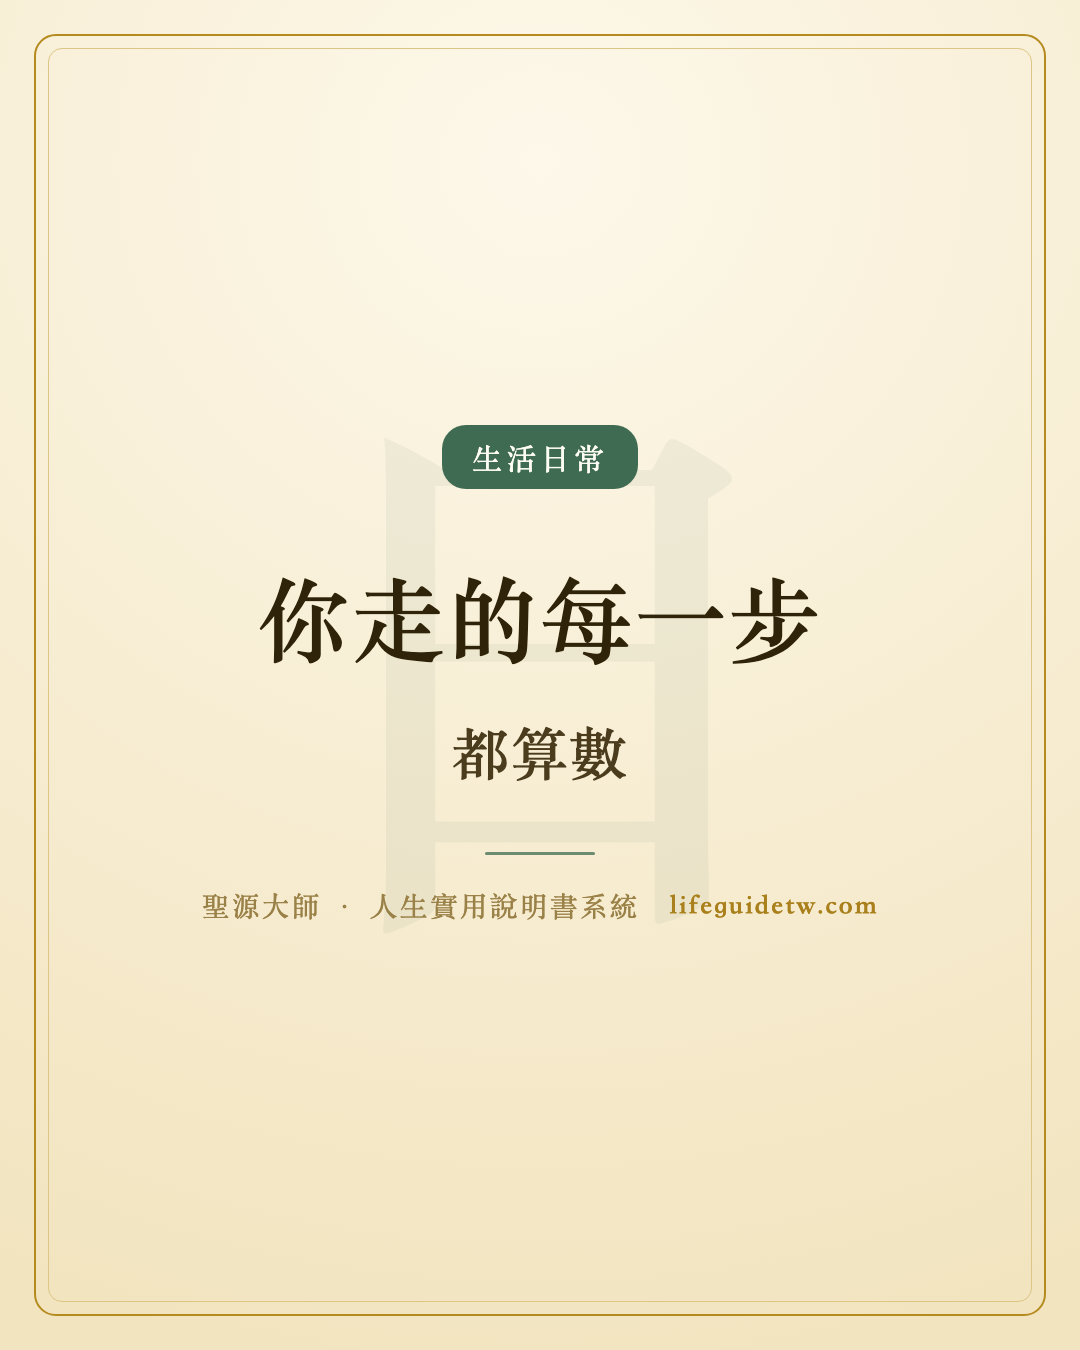 生活日常
你走的每一步
都算數
聖源大師 · 人生實用說明書系統 lifeguidetw.com
日